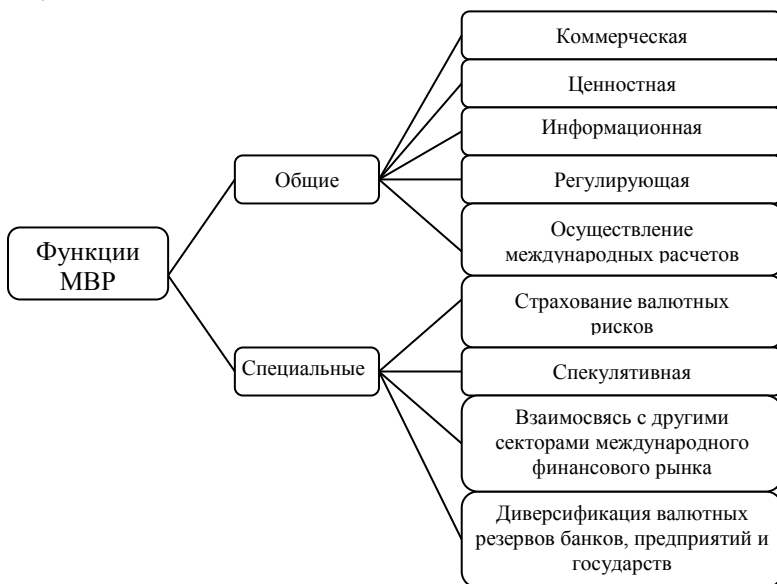 Коммерческая
Ценностная
Информационная
Общие
Регулирующая
Осуществление
международных расчетов
Функции
МВР
Страхование валютных
рисков
Специальные
Спекулятивная
Взаимосвясь с другими
секторами международного
финансового рынка
Диверсификация валютных
резервов банков, предприятий и
государств